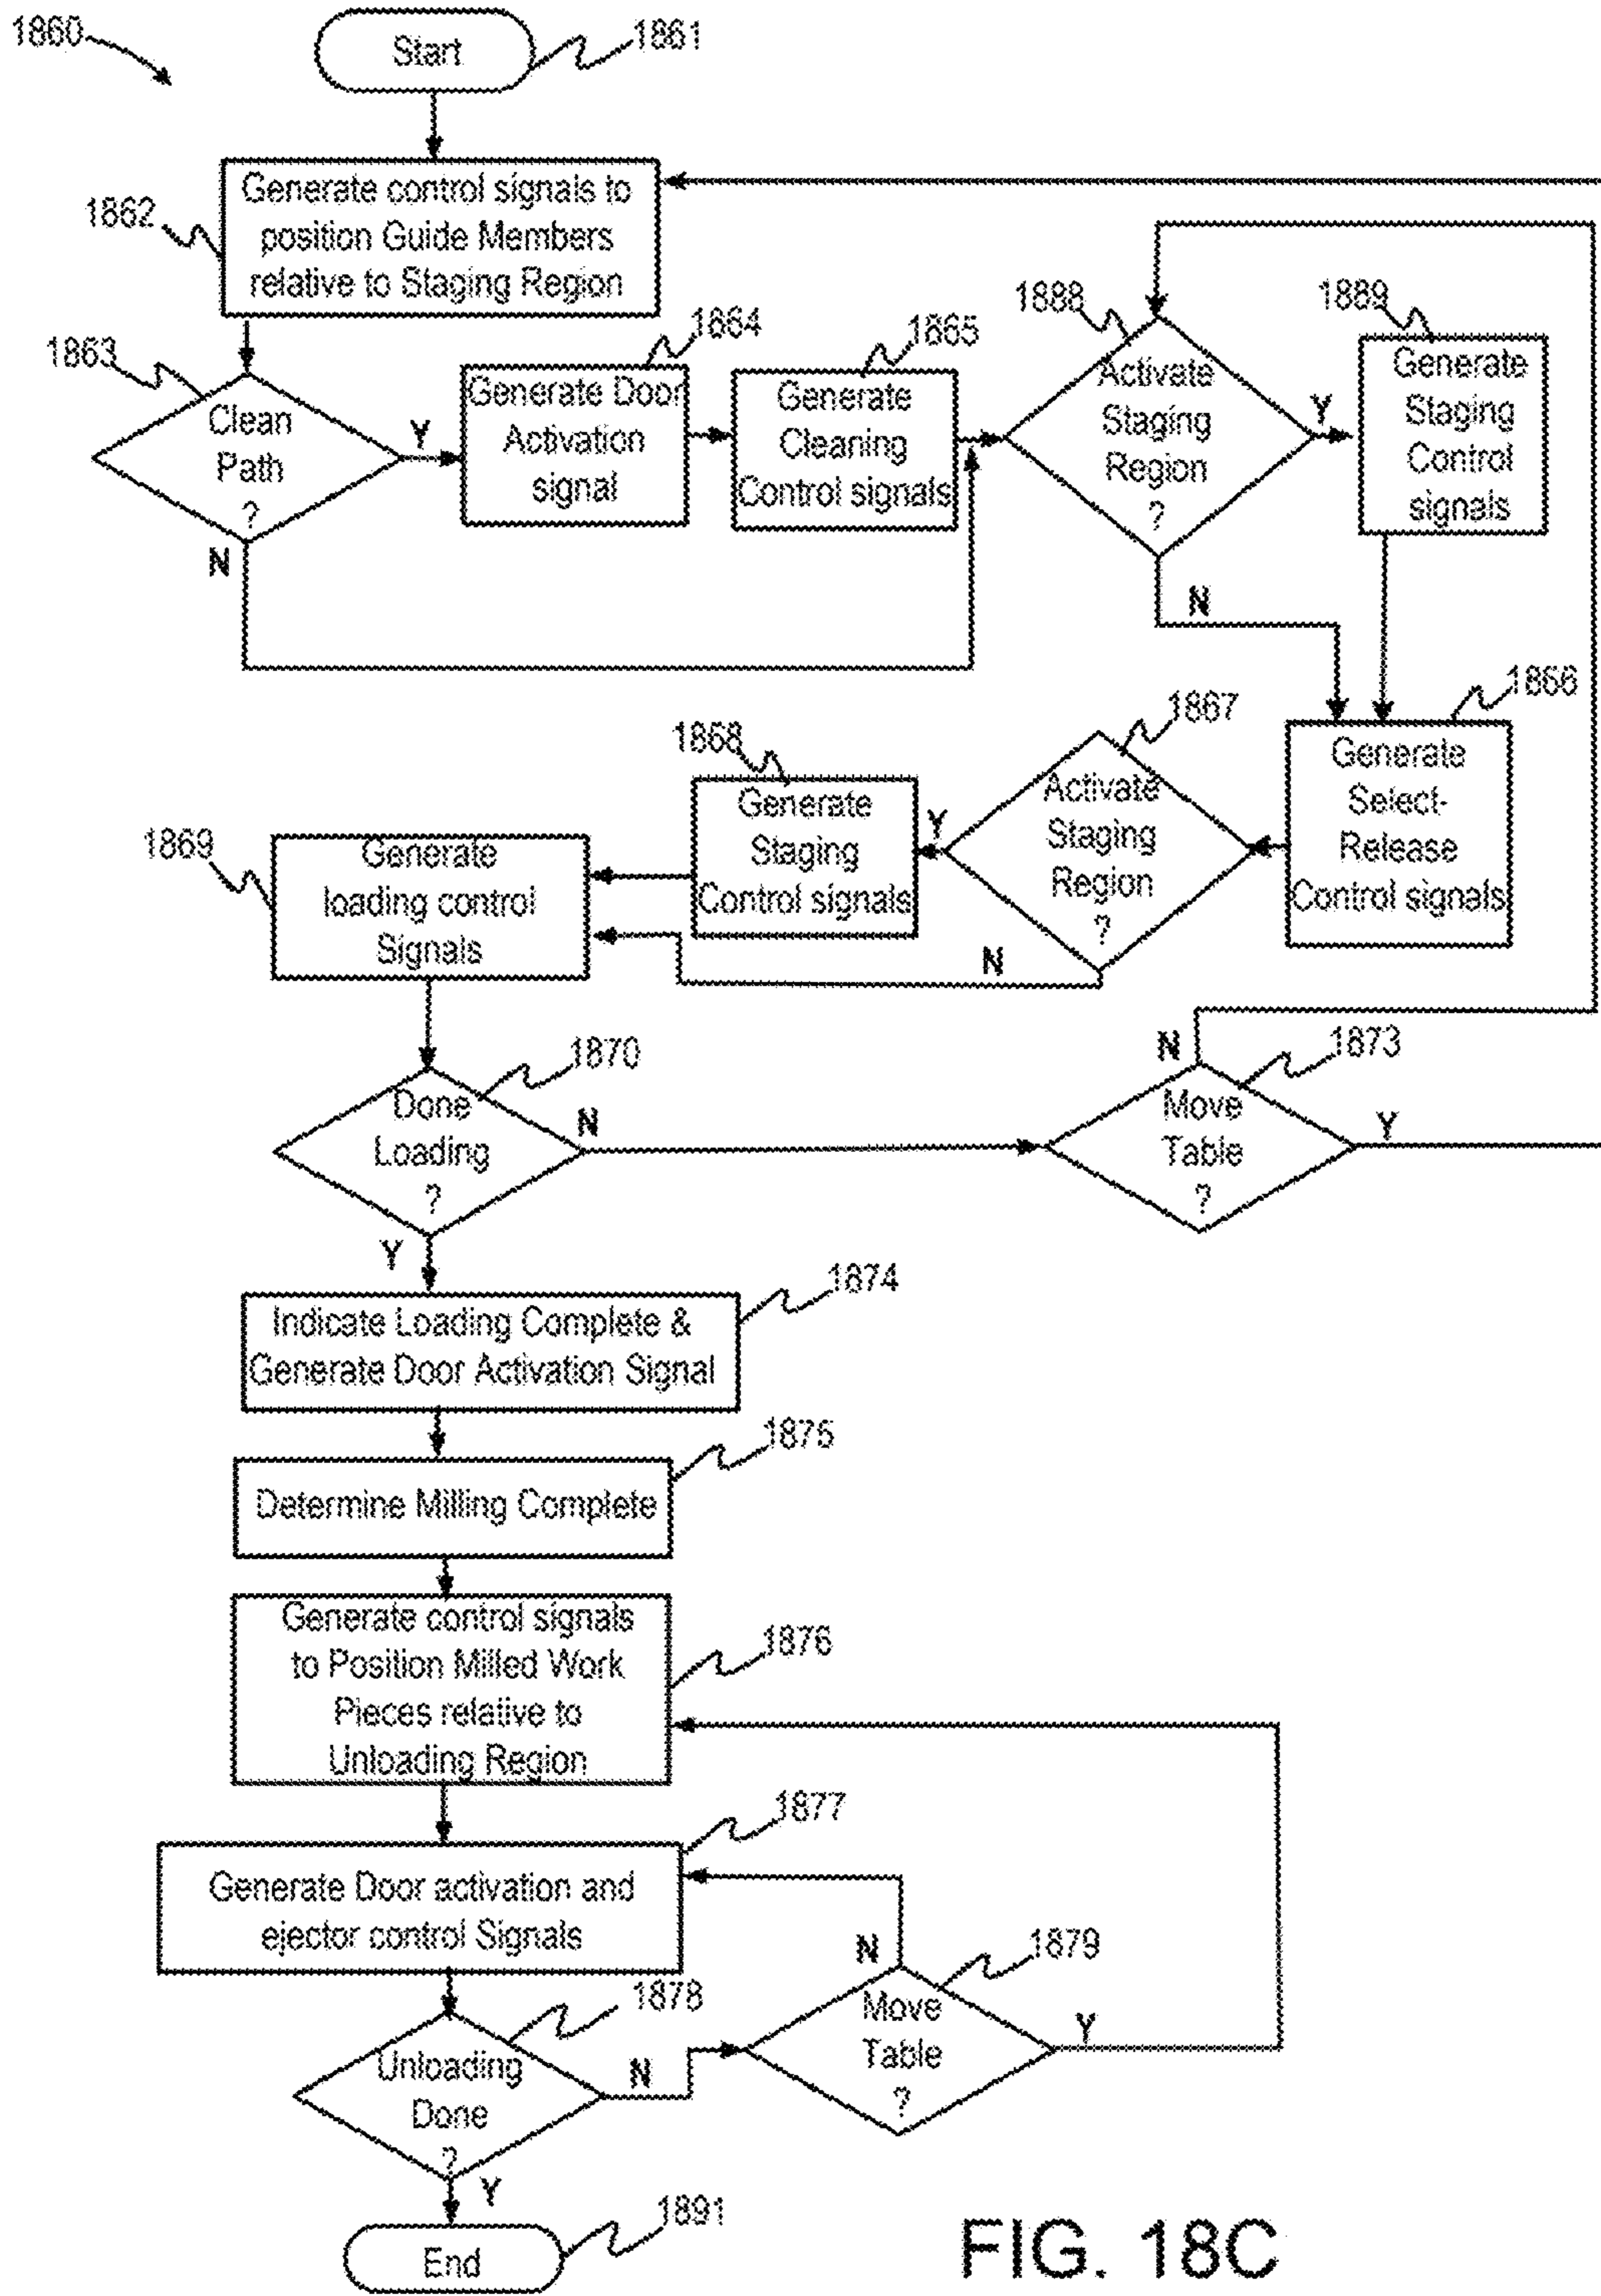 1860
Start
1861
Generate control signals to
position Guide Members
relative to Staging Region
1862
1863
Clean
Path
?
Y
N
1864
Generate Door
Activation
signal
1865
Generate
Cleaning
Control signals
1888
Activate
Staging
Region
?
Y
N
1889
Generate
Staging
Control
signals
1866
Generate
Select-
Release
Control signals
1867
Activate
Staging
Region
?
Y
N
1868
Generate
Staging
Control signals
1869
Generate
loading control
Signals
1870
Done
Loading
?
N
Y
1873
Move
Table
?
N
Y
1874
Indicate Loading Complete &
Generate Door Activation Signal
1875
Determine Milling Complete
1876
Generate control signals
to Position Milled Work
Pieces relative to
Unloading Region
1877
Generate Door activation and
ejector control Signals
1878
Unloading
Done
?
N
Y
1879
Move
Table
?
N
Y
1891
End
FIG. 18C